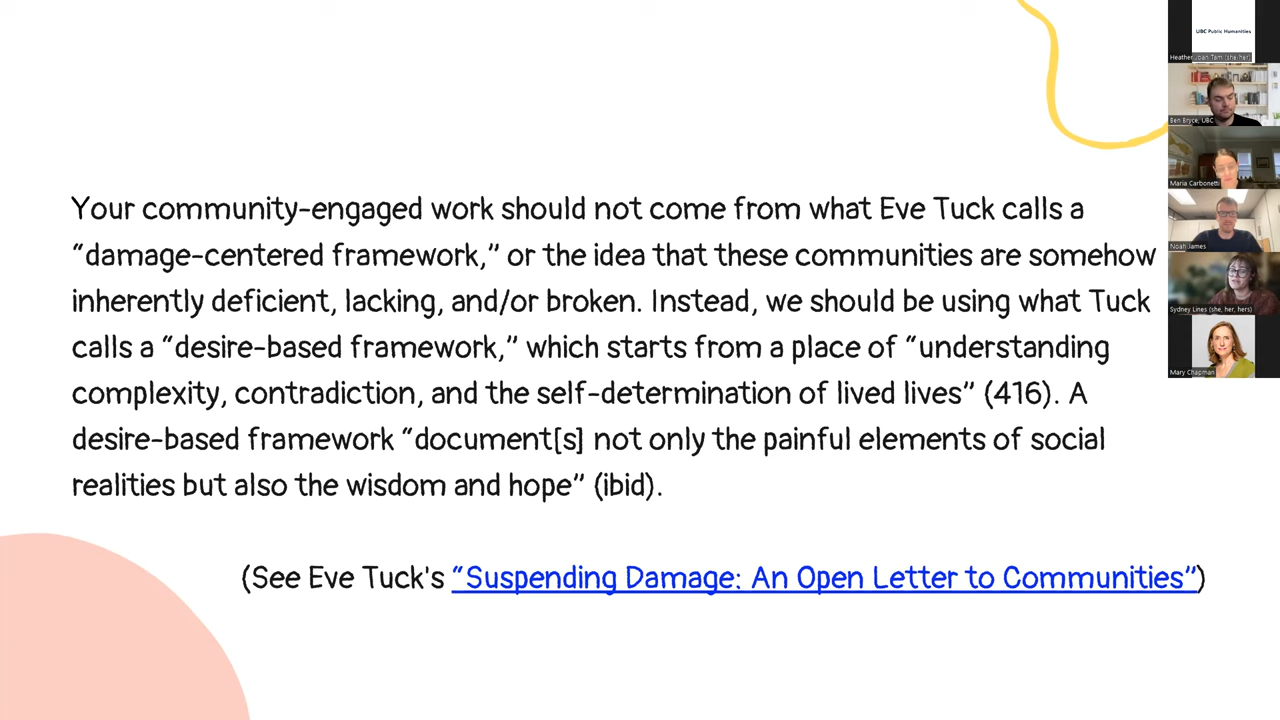 Your community-engaged work should not come from what Eve Tuck calls a
“damage-centered framework,” or the idea that these communities are somehow
inherently deficient, lacking, and/or broken. Instead, we should be using what Tuck
calls a “desire-based framework,” which starts from a place of “understanding
complexity, contradiction, and the self-determination of lived lives” (416). A
desire-based framework “document[s] not only the painful elements of social
realities but also the wisdom and hope” (ibid).
(See Eve Tuck's “Suspending Damage: An Open Letter to Communities”)
UBC Public Humanities
Heather Joan Tam (she/her)
Ben Bryce, UBC
Maria Carbonetti
Noah James
Sydney Lines (she, her, hers)
Mary Chapman